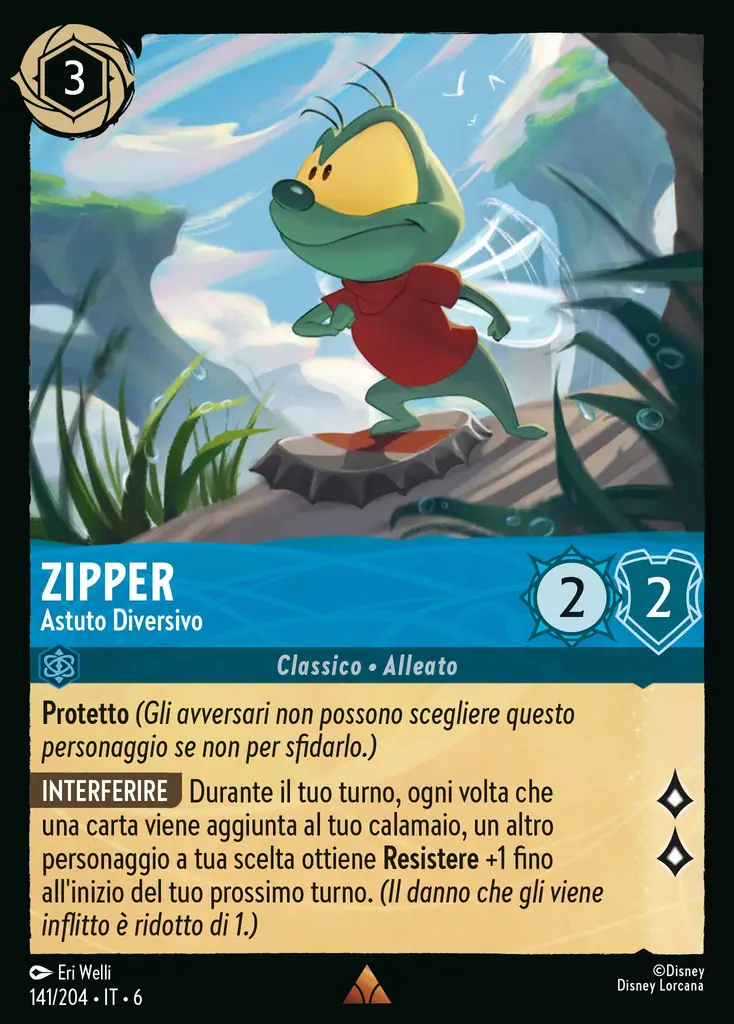 3
ZIPPER
Astuto Diversivo
2
2
Classico • Alleato
Protetto (Gli avversari non possono scegliere questo
personaggio se non per sfidarlo.)
INTERFERIRE Durante il tuo turno, ogni volta che
una carta viene aggiunta al tuo calamaio, un altro
personaggio a tua scelta ottiene Resistere +1 fino
all'inizio del tuo prossimo turno. (Il danno che gli viene
inflitto è ridotto di 1.)
Eri Welli
141/204 • IT • 6
©Disney
Disney Lorcana